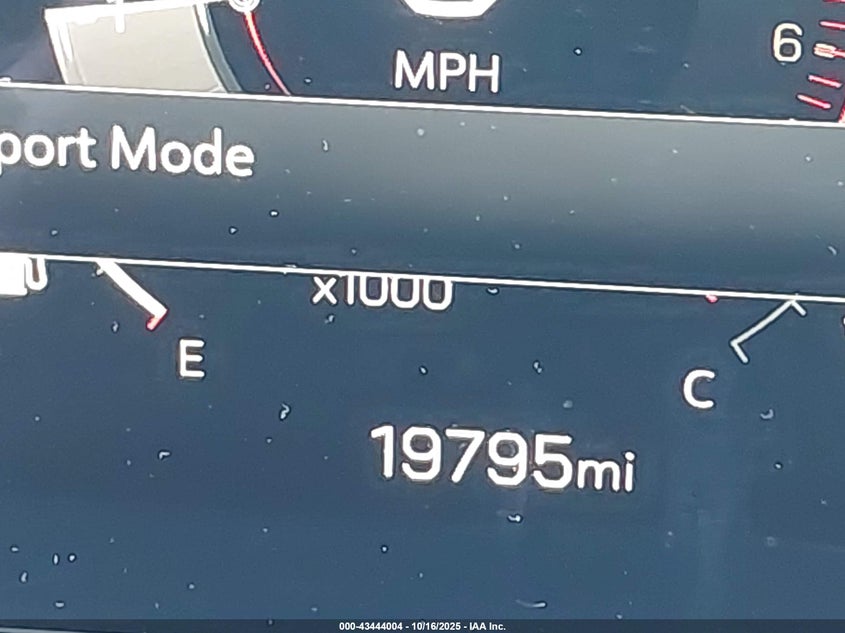 MPH
6
port Mode
x1000
E
C
19795mi
000-43444004 - 10/16/2025 - IAA Inc.